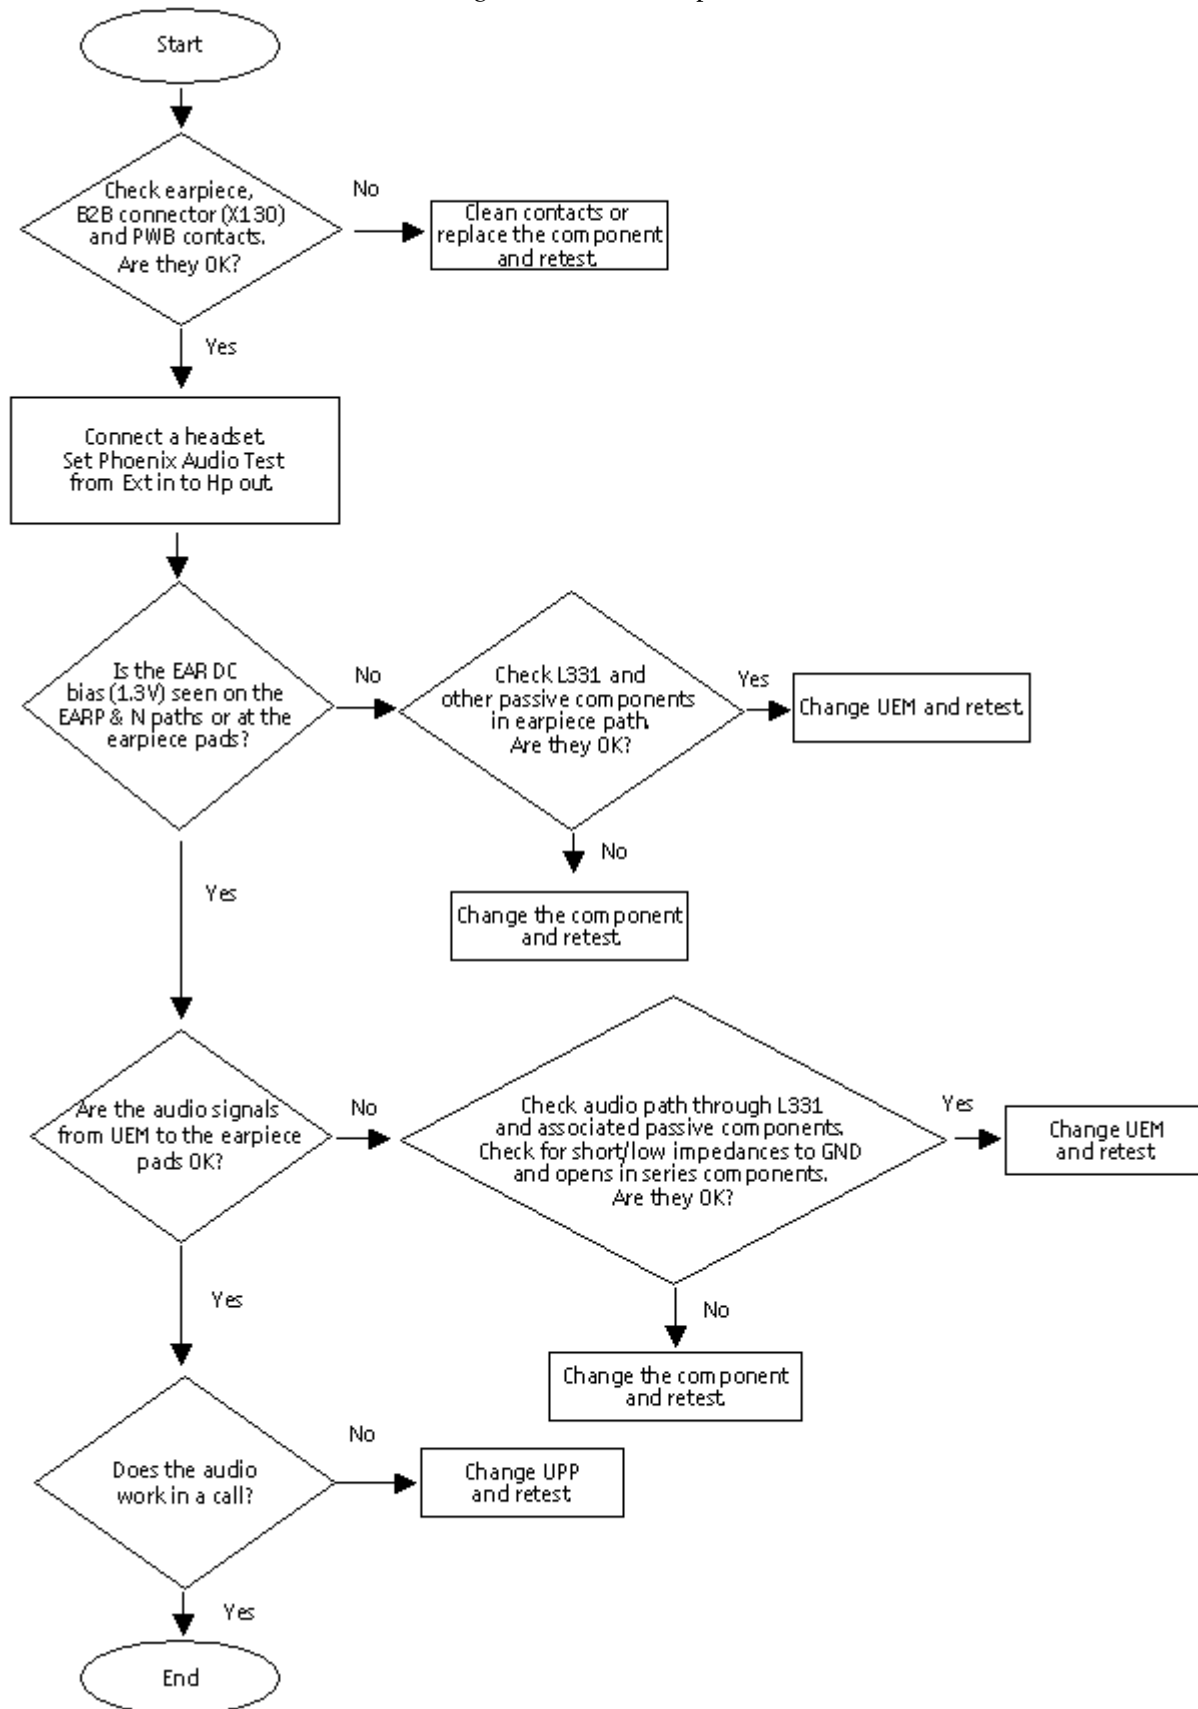 Start
Check earpiece,
B2B connector (X130)
and PWB contacts.
Are they OK?
No
Clean contacts or
replace the component
and retest.
Yes
Connect a headset.
Set Phoenix Audio Test
from Ext in to Hp out.
Is the EAR DC
bias (1.3V) seen on the
EARP & N paths or at the
earpiece pads?
No
Check L331 and
other passive components
in earpiece path.
Are they OK?
Yes
Change UEM and retest.
No
Change the component
and retest.
Yes
Are the audio signals
from UEM to the earpiece
pads OK?
No
Check audio path through L331
and associated passive components.
Check for short/low impedances to GND
and opens in series components.
Are they OK?
Yes
Change UEM
and retest
No
Change the component
and retest.
Yes
Does the audio
work in a call?
No
Change UPP
and retest
Yes
End